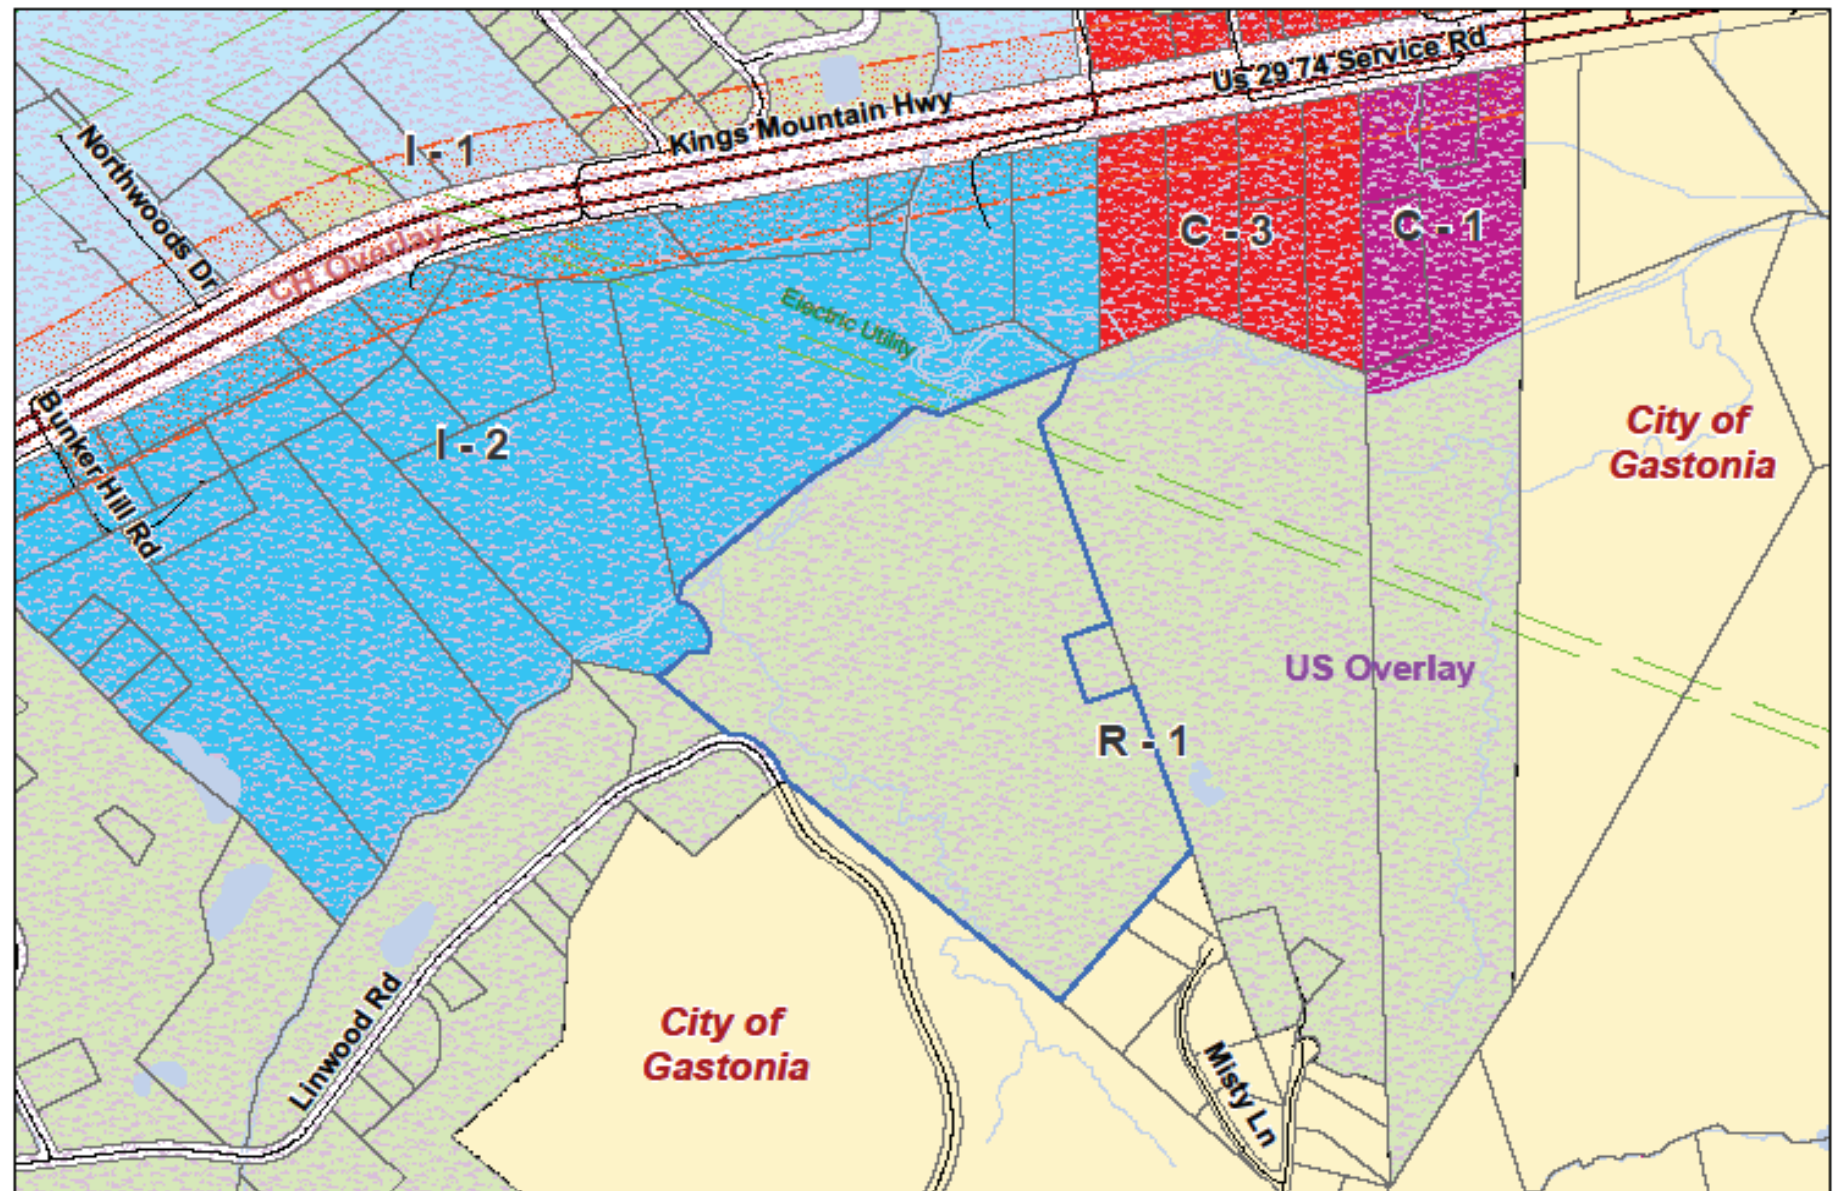 Us 29 74 Service Rd
Kings Mountain Hwy
I - 1
Northwoods Dr
CH Overlay
C - 3
C - 1
Electric Utility
Bunker Hill Rd
I - 2
City of
Gastonia
US Overlay
R - 1
Linwood Rd
City of
Gastonia
Misty Ln